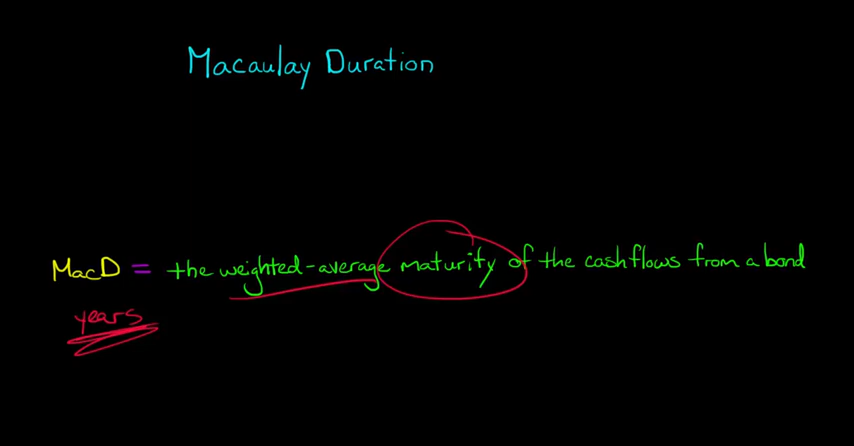 Macaulay Duration
MacD = the weighted-average maturity of the cashflows from a bond
years